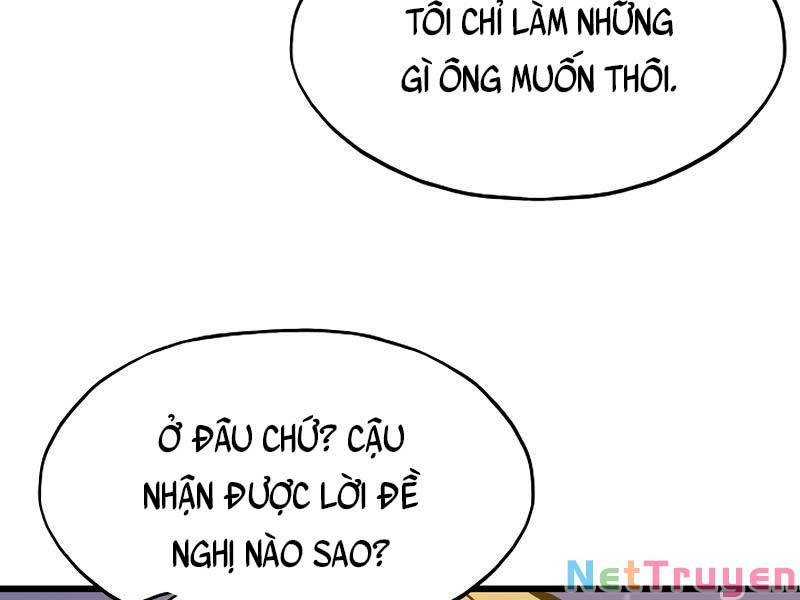 TÔI CHỈ LÀM NHỮNG
GÌ ÔNG MUỐN THÔI.
Ở ĐÂU CHỨ? CẬU
NHẬN ĐƯỢC LỜI ĐỀ
NGHỊ NÀO SAO?
NetTruyen